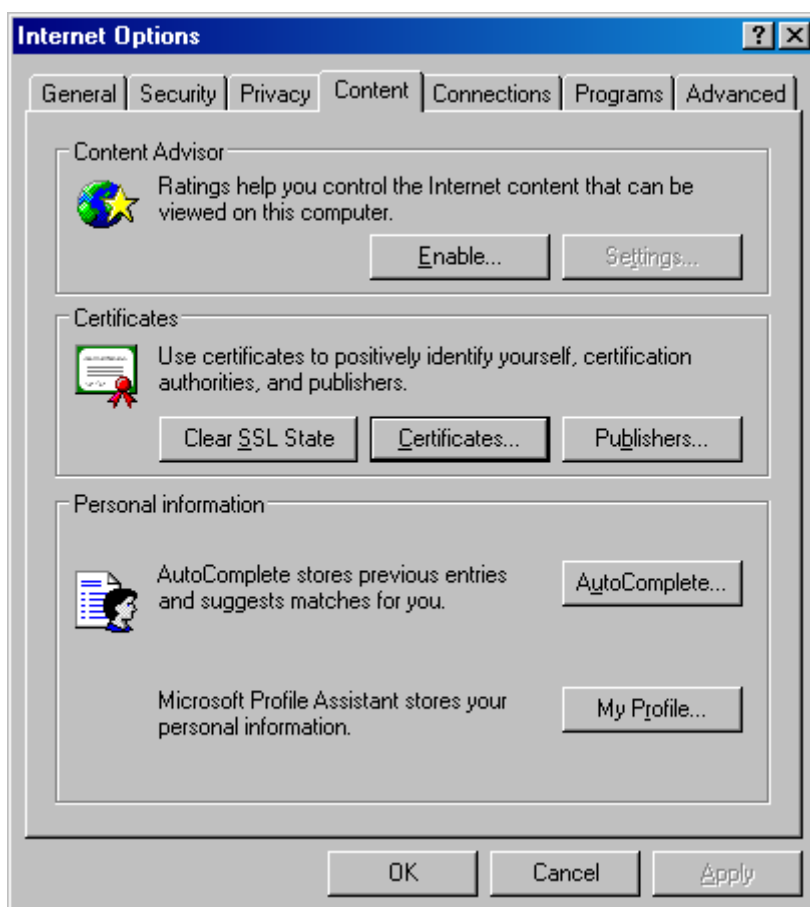 Internet Options
General Security Privacy Content Connections Programs Advanced
Content Advisor
Ratings help you control the Internet content that can be
viewed on this computer.
Enable... Settings...
Certificates
Use certificates to positively identify yourself, certification
authorities, and publishers.
Clear SSL State Certificates... Publishers...
Personal information
AutoComplete stores previous entries
and suggests matches for you.
AutoComplete...
Microsoft Profile Assistant stores your
personal information.
My Profile...
OK Cancel Apply